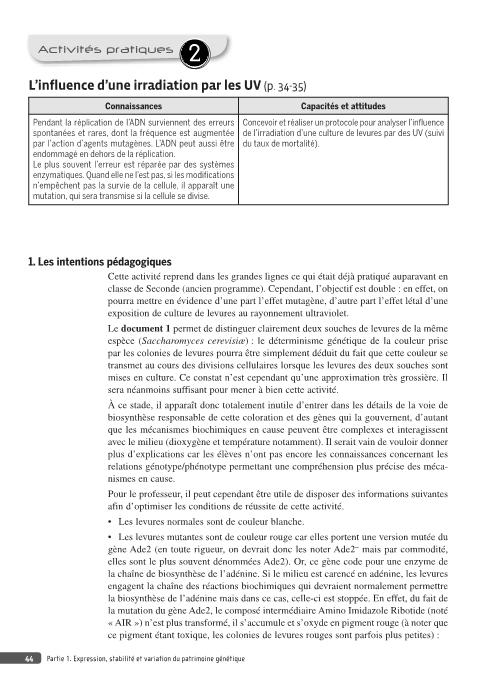 Activités pratiques 2
L'influence d'une irradiation par les UV (p. 34-35)
Connaissances
Capacités et attitudes
Pendant la réplication de l'ADN surviennent des erreurs
spontanées et rares, dont la fréquence est augmentée
par l'action d'agents mutagènes. L'ADN peut aussi être
endommagé en dehors de la réplication.
Le plus souvent l'erreur est réparée par des systèmes
enzymatiques. Quand elle ne l'est pas, si les modifications
n'empêchent pas la survie de la cellule, il apparaît une
mutation, qui sera transmise si la cellule se divise.
Concevoir et réaliser un protocole pour analyser l'influence
de l'irradiation d'une culture de levures par des UV (suivi
du taux de mortalité).
1. Les intentions pédagogiques
Cette activité reprend dans les grandes lignes ce qui était déjà pratiqué auparavant en
classe de Seconde (ancien programme). Cependant, l'objectif est double : en effet, on
pourra mettre en évidence d'une part l'effet mutagène, d'autre part l'effet létal d'une
exposition de culture de levures au rayonnement ultraviolet.
Le document 1 permet de distinguer clairement deux souches de levures de la même
espèce (Saccharomyces cerevisiæ) : le déterminisme génétique de la couleur prise
par les colonies de levures pourra être simplement déduit du fait que cette couleur se
transmet au cours des divisions cellulaires lorsque les levures des deux souches sont
mises en culture. Ce constat n'est cependant qu'une approximation très grossière. Il
sera néanmoins suffisant pour mener à bien cette activité.
À ce stade, il apparaît donc totalement inutile d'entrer dans les détails de la voie de
biosynthèse responsable de cette coloration et des gènes qui la gouvernent, d'autant
que les mécanismes biochimiques en cause peuvent être complexes et interagissent
avec le milieu (dioxygène et température notamment). Il serait vain de vouloir donner
plus d'explications car les élèves n'ont pas encore les connaissances concernant les
relations génotype/phénotype permettant une compréhension plus précise des méca-
nismes en cause.
Pour le professeur, il peut cependant être utile de disposer des informations suivantes
afin d'optimiser les conditions de réussite de cette activité.
• Les levures normales sont de couleur blanche.
• Les levures mutantes sont de couleur rouge car elles portent une version mutée du
gène Ade2 (en toute rigueur, on devrait donc les noter Ade2⁻ mais par commodité,
elles sont le plus souvent dénommées Ade2). Or, ce gène code pour une enzyme de
la chaîne de biosynthèse de l'adénine. Si le milieu est carencé en adénine, les levures
engagent la chaîne des réactions biochimiques qui devraient normalement permettre
la biosynthèse de l'adénine mais dans ce cas, celle-ci est stoppée. En effet, du fait de
la mutation du gène Ade2, le composé intermédiaire Amino Imidazole Ribotide (noté
« AIR ») n'est plus transformé, il s'accumule et s'oxyde en pigment rouge (à noter que
ce pigment étant toxique, les colonies de levures rouges sont parfois plus petites) :
44 Partie 1. Expression, stabilité et variation du patrimoine génétique